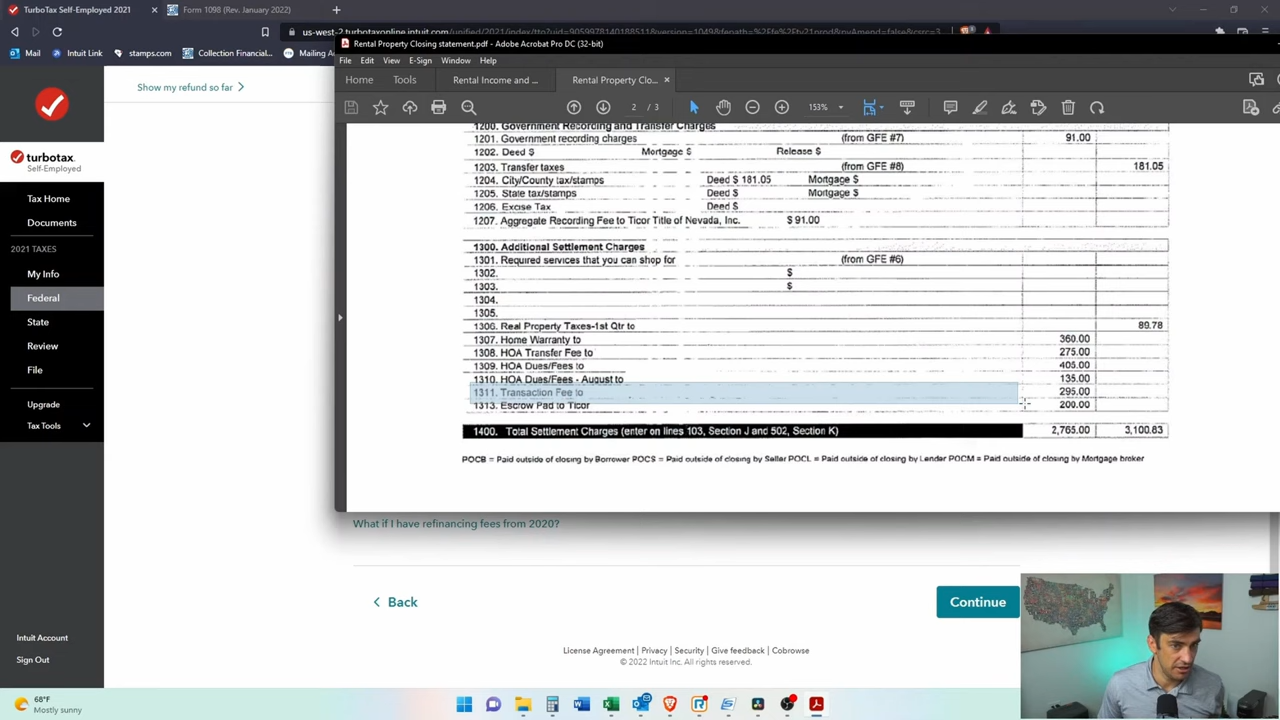 TurboTax Self-Employed 2021
Form 1098 (Rev. January 2022)
Mail
Intuit Link
stamps.com
Collection Financial...
Mailing
Rental Property Closing statement.pdf - Adobe Acrobat Pro DC (32-bit)
File Edit View E-Sign Window Help
Home Tools Rental Income and ... Rental Property Clo...
2 / 3 153%
Show my refund so far
turbotax
Self-Employed
Tax Home
Documents
2021 TAXES
My Info
Federal
State
Review
File
Upgrade
Tax Tools
Intuit Account
Sign Out
1200. Government Recording and Transfer Charges
1201. Government recording charges (from GFE #7) 91.00
1202. Deed $ Mortgage $ Release $
1203. Transfer taxes (from GFE #8) 181.05
1204. City/County tax/stamps Deed $ 181.05 Mortgage $
1205. State tax/stamps Deed $ Mortgage $
1206. Excise Tax Deed $
1207. Aggregate Recording Fee to Ticor Title of Nevada, Inc. $ 91.00
1300. Additional Settlement Charges
1301. Required services that you can shop for (from GFE #6)
1302. $
1303. $
1304.
1305.
1306. Real Property Taxes-1st Qtr to 89.78
1307. Home Warranty to 360.00
1308. HOA Transfer Fee to 275.00
1309. HOA Dues/Fees to 405.00
1310. HOA Dues/Fees - August to 135.00
1311. Transaction Fee to 295.00
1313. Escrow Pad to Ticor 200.00
1400. Total Settlement Charges (enter on lines 103, Section J and 502, Section K) 2,765.00 3,100.83
POCB = Paid outside of closing by Borrower POCS = Paid outside of closing by Seller POCL = Paid outside of closing by Lender POCM = Paid outside of closing by Mortgage broker
What if I have refinancing fees from 2020?
Back
Continue
License Agreement | Privacy | Security | Give feedback | Cobrowse
© 2022 Intuit Inc. All rights reserved.
68°F
Mostly sunny